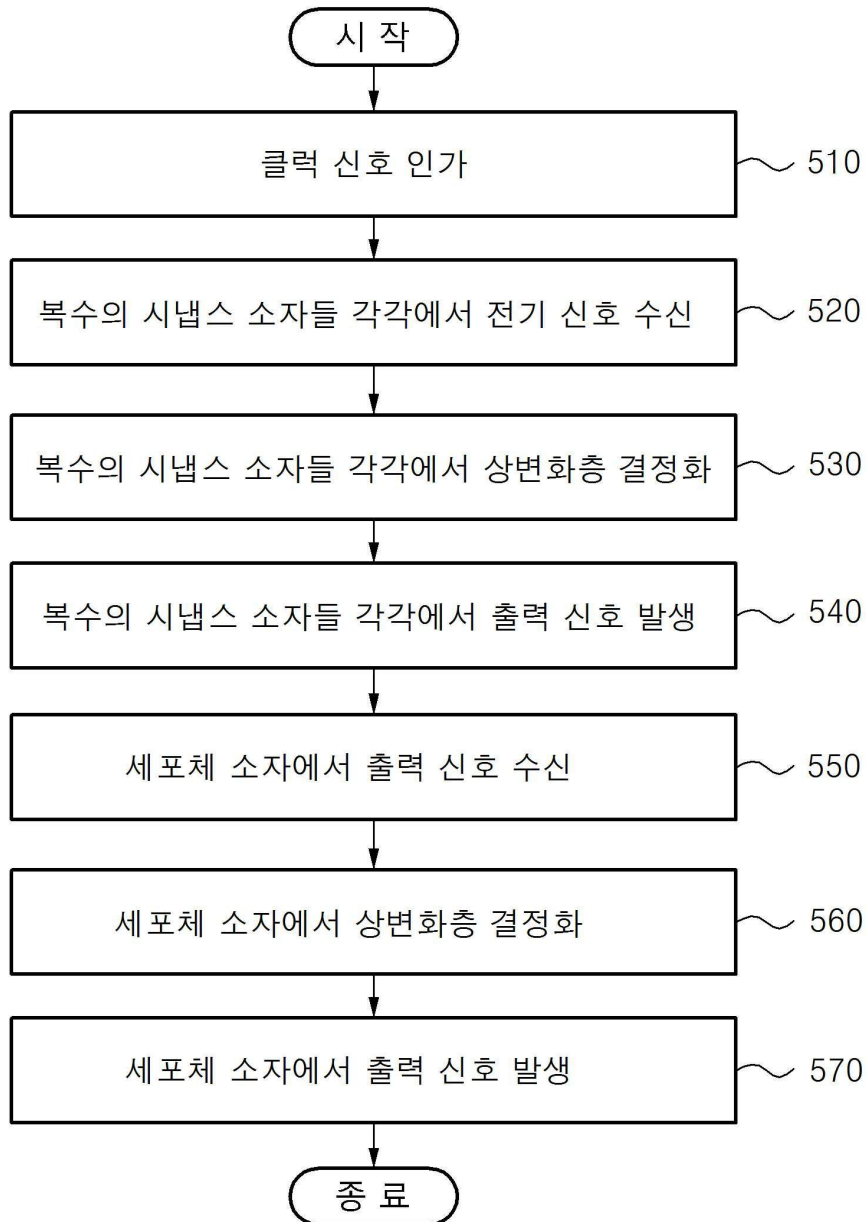 시 작
클럭 신호 인가
510
복수의 시냅스 소자들 각각에서 전기 신호 수신
520
복수의 시냅스 소자들 각각에서 상변화층 결정화
530
복수의 시냅스 소자들 각각에서 출력 신호 발생
540
세포체 소자에서 출력 신호 수신
550
세포체 소자에서 상변화층 결정화
560
세포체 소자에서 출력 신호 발생
570
종 료